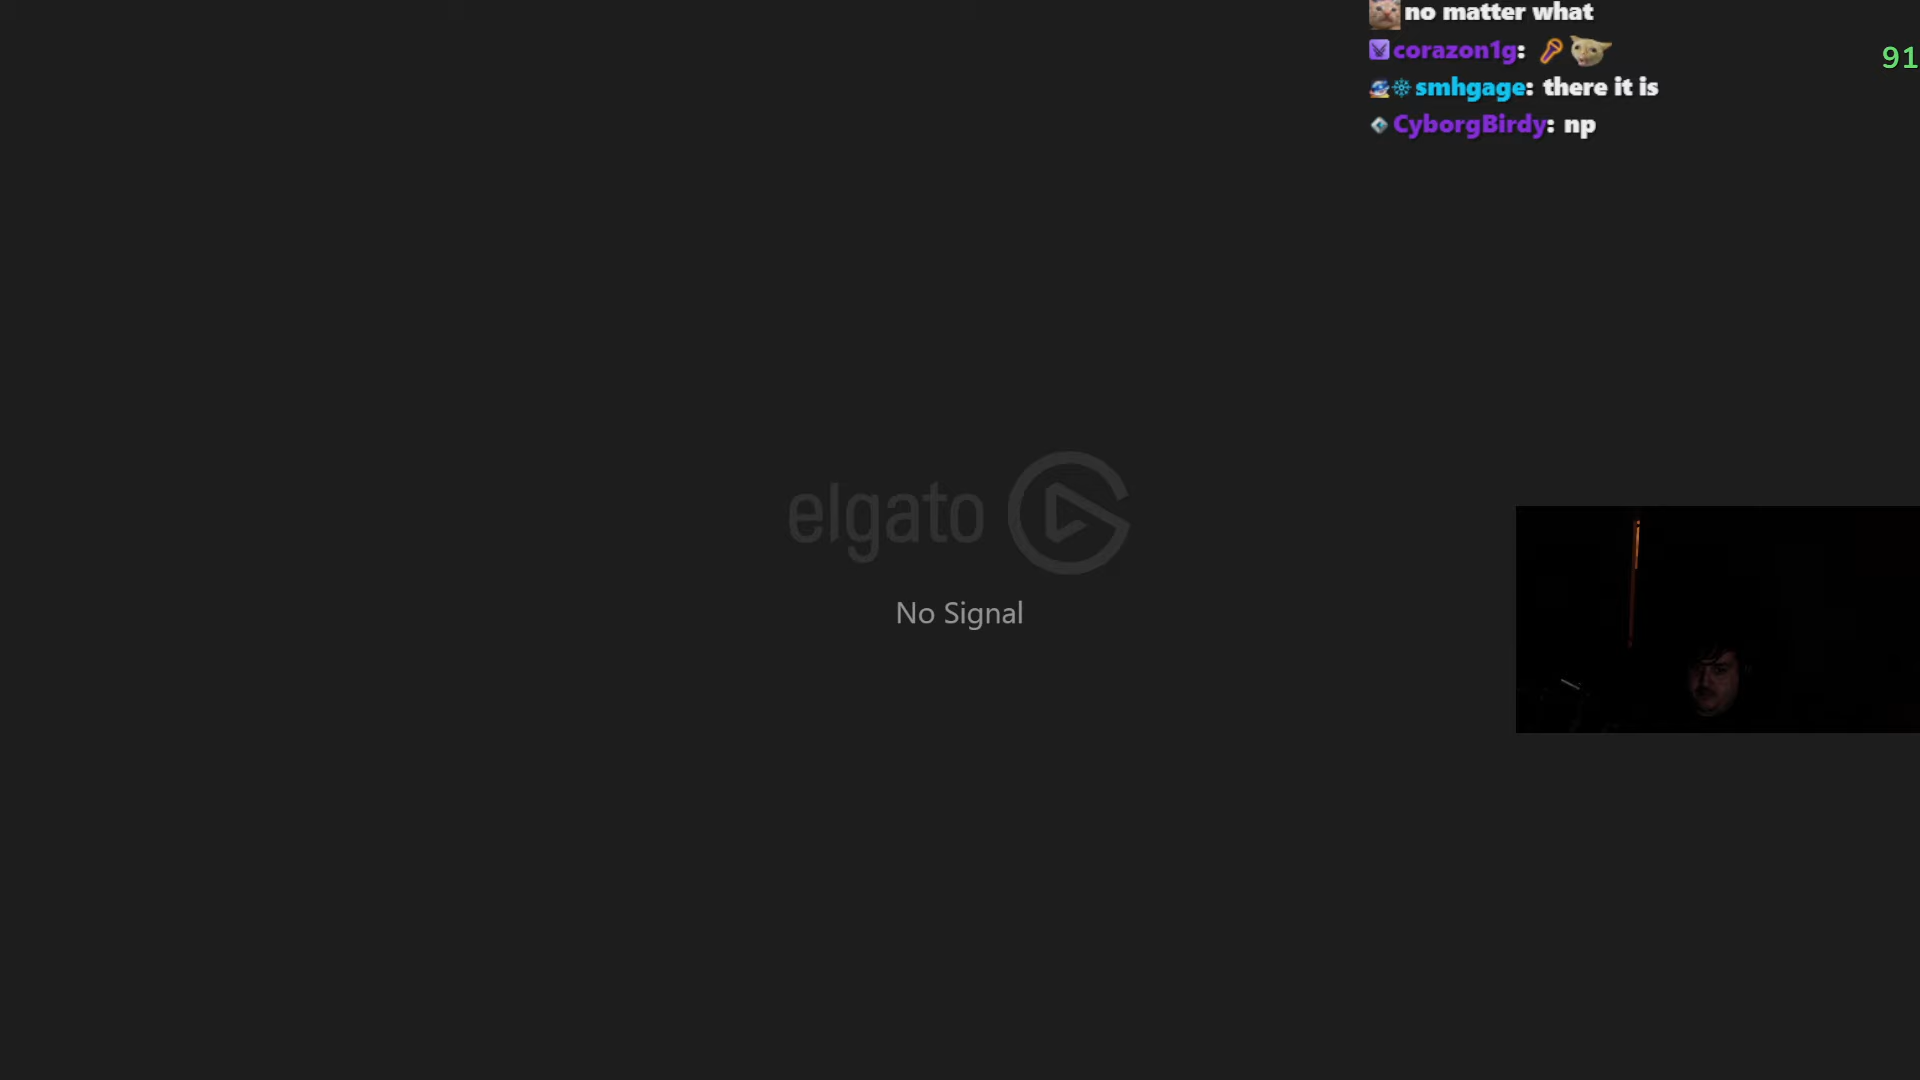 no matter what
corazon1g:
smhgage: there it is
CyborgBirdy: np
91
elgato
No Signal